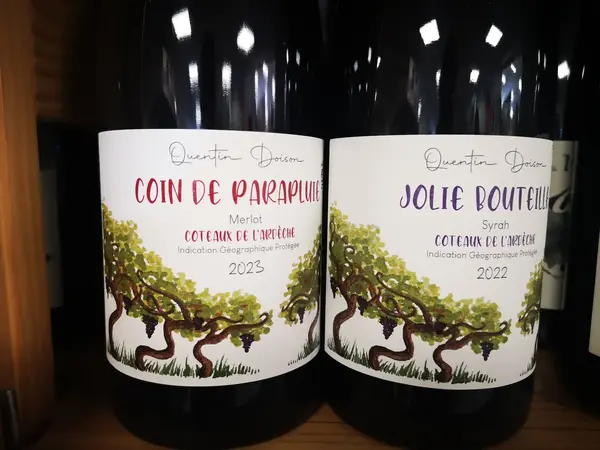 Quentin Doison
COIN DE PARAPLUIE
Merlot
COTEAUX DE L'ARDÈCHE
Indication Géographique Protégée
2023
Quentin Doison
JOLIE BOUTEILLE
Syrah
COTEAUX DE L'ARDÈCHE
Indication Géographique Protégée
2022